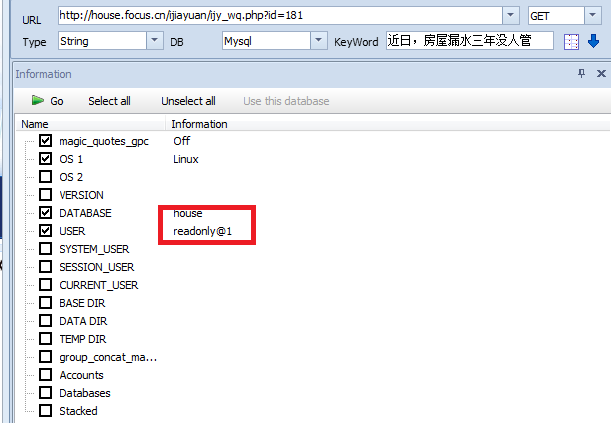 URL http://house.focus.cn/ijiayuan/jjy_wq.php?id=181 GET
Type String DB Mysql KeyWord 近日，房屋漏水三年没人管
Information
Go Select all Unselect all Use this database
Name Information
magic_quotes_gpc Off
OS 1 Linux
OS 2
VERSION
DATABASE house
USER readonly@1
SYSTEM_USER
SESSION_USER
CURRENT_USER
BASE DIR
DATA DIR
TEMP DIR
group_concat_ma...
Accounts
Databases
Stacked